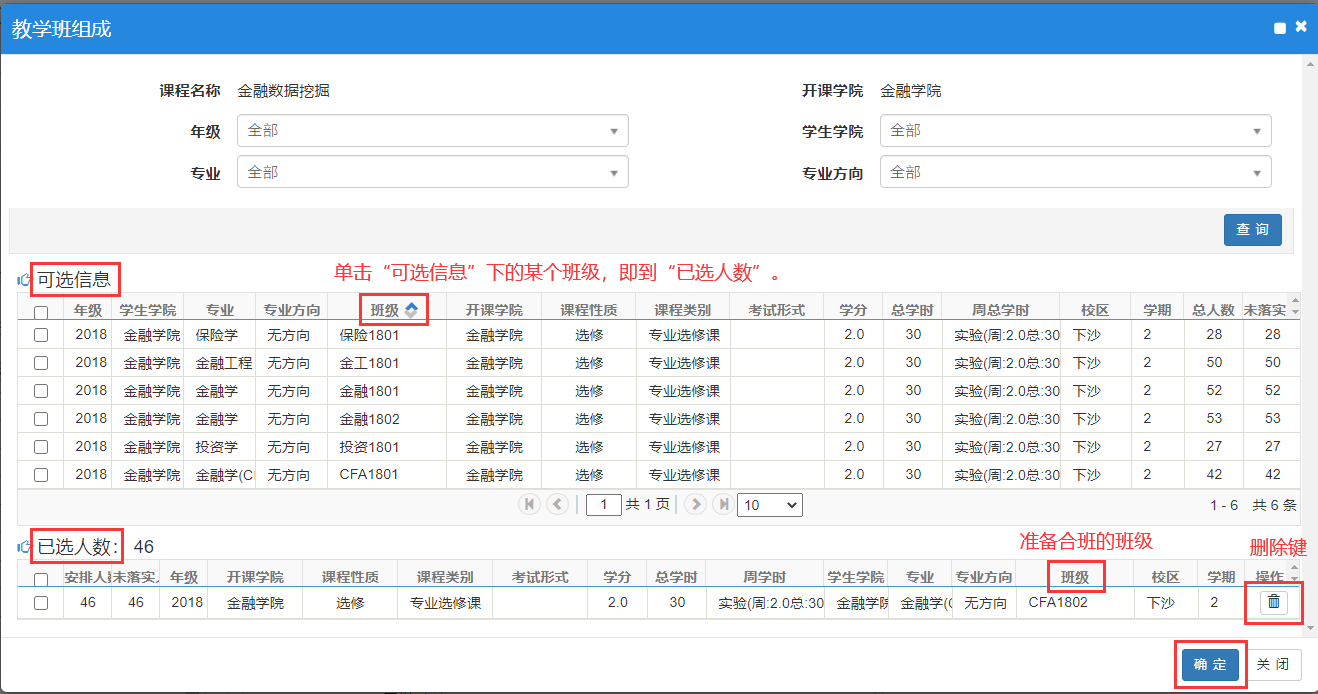 教学班组成
课程名称 金融数据挖掘 开课学院 金融学院
年级 全部 学生学院 全部
专业 全部 专业方向 全部
查 询
单击“可选信息”下的某个班级，即到“已选人数”。
可选信息
年级 学生学院 专业 专业方向 班级 开课学院 课程性质 课程类别 考试形式 学分 总学时 周总学时 校区 学期 总人数 未落实
2018 金融学院 保险学 无方向 保险1801 金融学院 选修 专业选修课 2.0 30 实验(周:2.0总:30 下沙 2 28 28
2018 金融学院 金融工程 无方向 金工1801 金融学院 选修 专业选修课 2.0 30 实验(周:2.0总:30 下沙 2 50 50
2018 金融学院 金融学 无方向 金融1801 金融学院 选修 专业选修课 2.0 30 实验(周:2.0总:30 下沙 2 52 52
2018 金融学院 金融学 无方向 金融1802 金融学院 选修 专业选修课 2.0 30 实验(周:2.0总:30 下沙 2 53 53
2018 金融学院 投资学 无方向 投资1801 金融学院 选修 专业选修课 2.0 30 实验(周:2.0总:30 下沙 2 27 27
2018 金融学院 金融学(C 无方向 CFA1801 金融学院 选修 专业选修课 2.0 30 实验(周:2.0总:30 下沙 2 42 42
1 共 1 页 10 1 - 6 共 6 条
已选人数： 46
准备合班的班级
删除键
安排人 未落实 年级 开课学院 课程性质 课程类别 考试形式 学分 总学时 周学时 学生学院 专业 专业方向 班级 校区 学期 操作
46 46 2018 金融学院 选修 专业选修课 2.0 30 实验(周:2.0总:30 金融学院 金融学( 无方向 CFA1802 下沙 2
确 定 关 闭